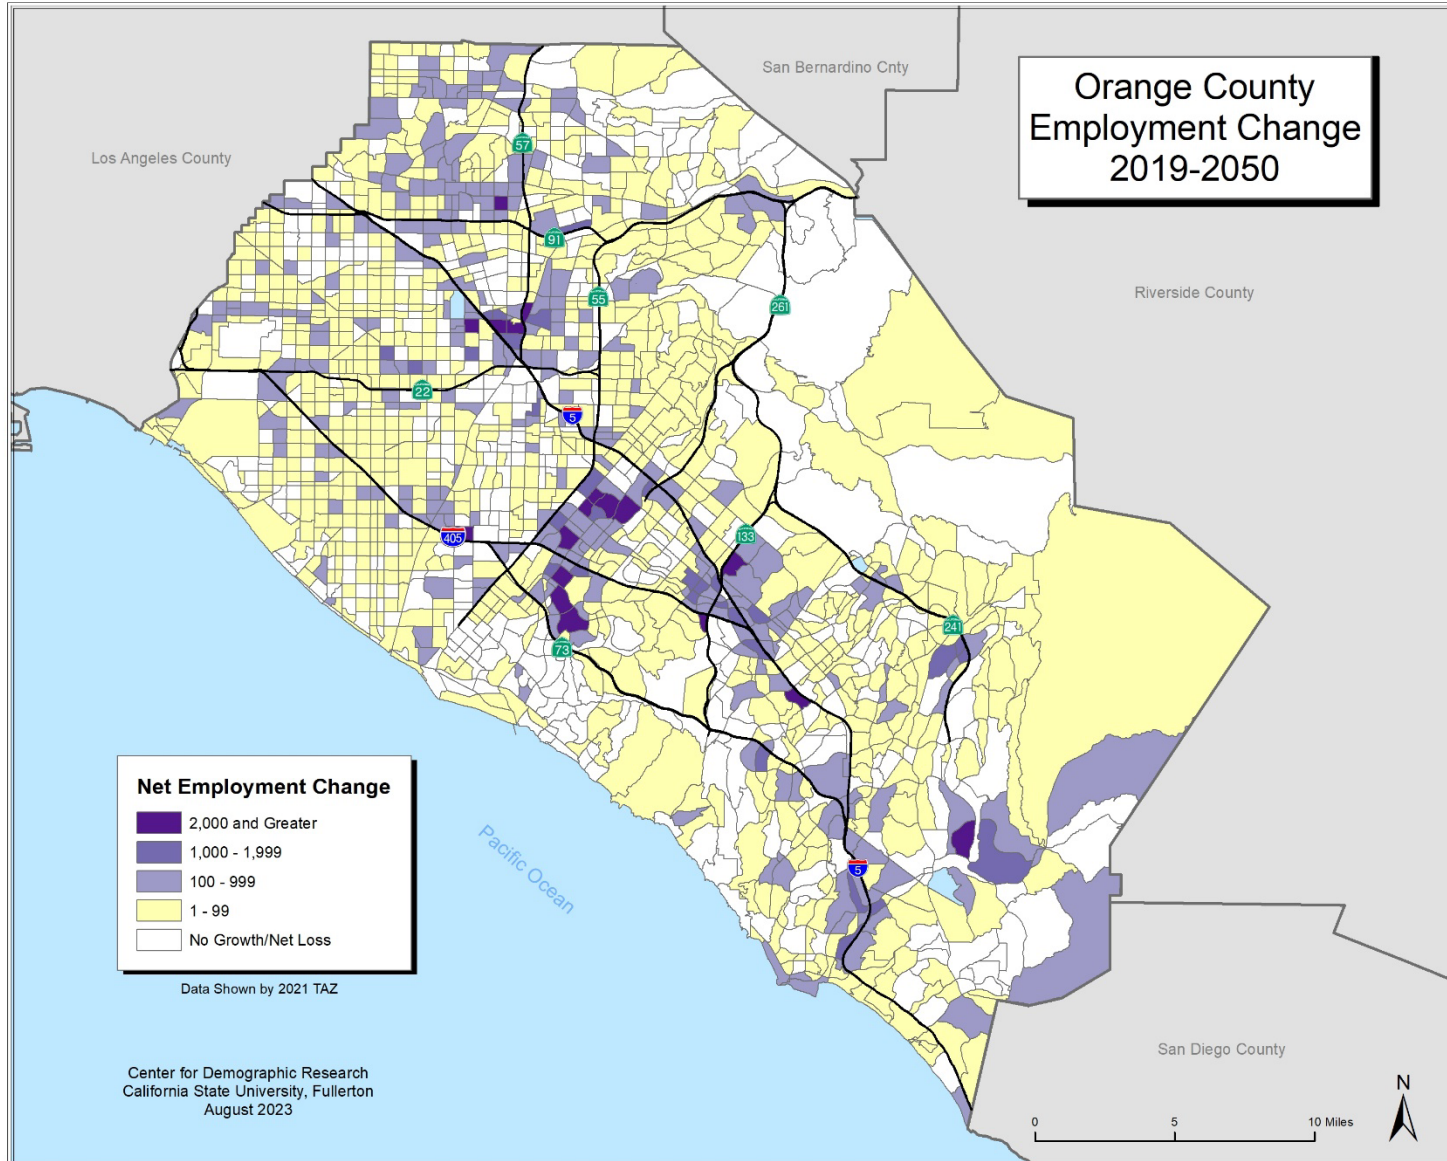 Orange County
Employment Change
2019-2050
San Bernardino Cnty
Los Angeles County
Riverside County
San Diego County
Pacific Ocean
57
91
55
261
22
5
405
133
241
73
5
Net Employment Change
2,000 and Greater
1,000 - 1,999
100 - 999
1 - 99
No Growth/Net Loss
Data Shown by 2021 TAZ
Center for Demographic Research
California State University, Fullerton
August 2023
0 5 10 Miles
N